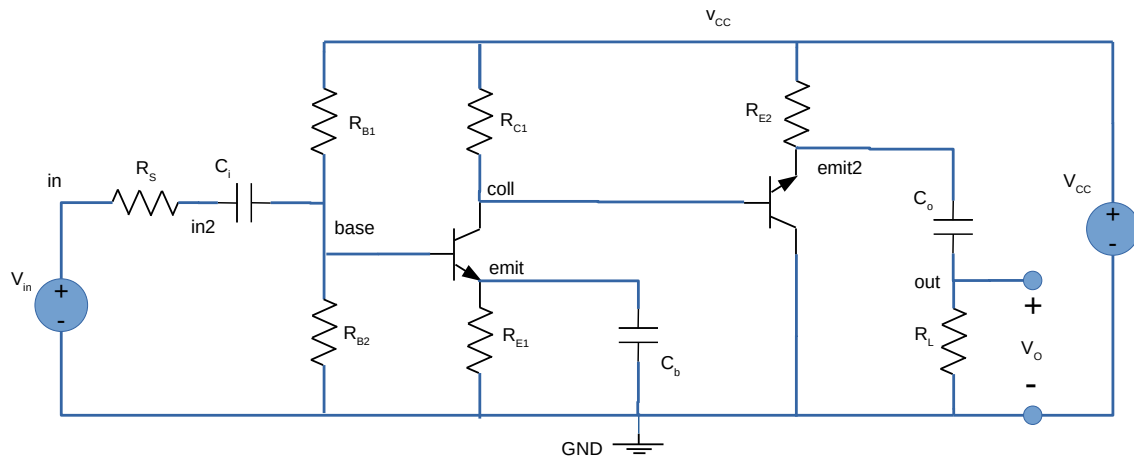 v_CC
R_B1
R_C1
R_E2
R_S
C_i
in
in2
base
coll
emit2
V_CC
C_o
emit
V_in
+
-
+
-
out
+
R_B2
R_E1
C_b
R_L
V_O
-
GND